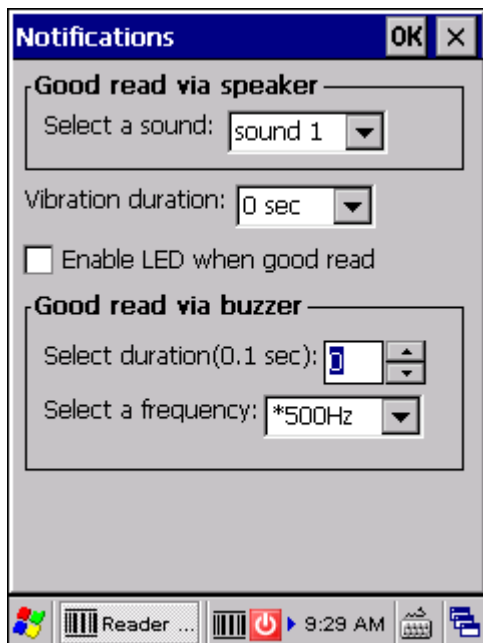 Notifications OK ×
Good read via speaker
Select a sound: sound 1
Vibration duration: 0 sec
Enable LED when good read
Good read via buzzer
Select duration(0.1 sec): 0
Select a frequency: *500Hz
Reader ... 9:29 AM